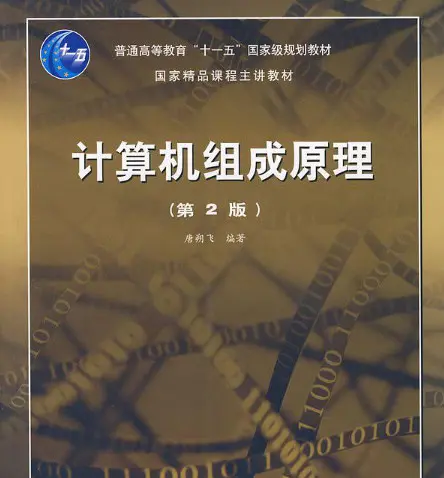 十一五
普通高等教育“十一五”国家级规划教材
国家精品课程主讲教材
计算机组成原理
(第2版)
唐朔飞 编著